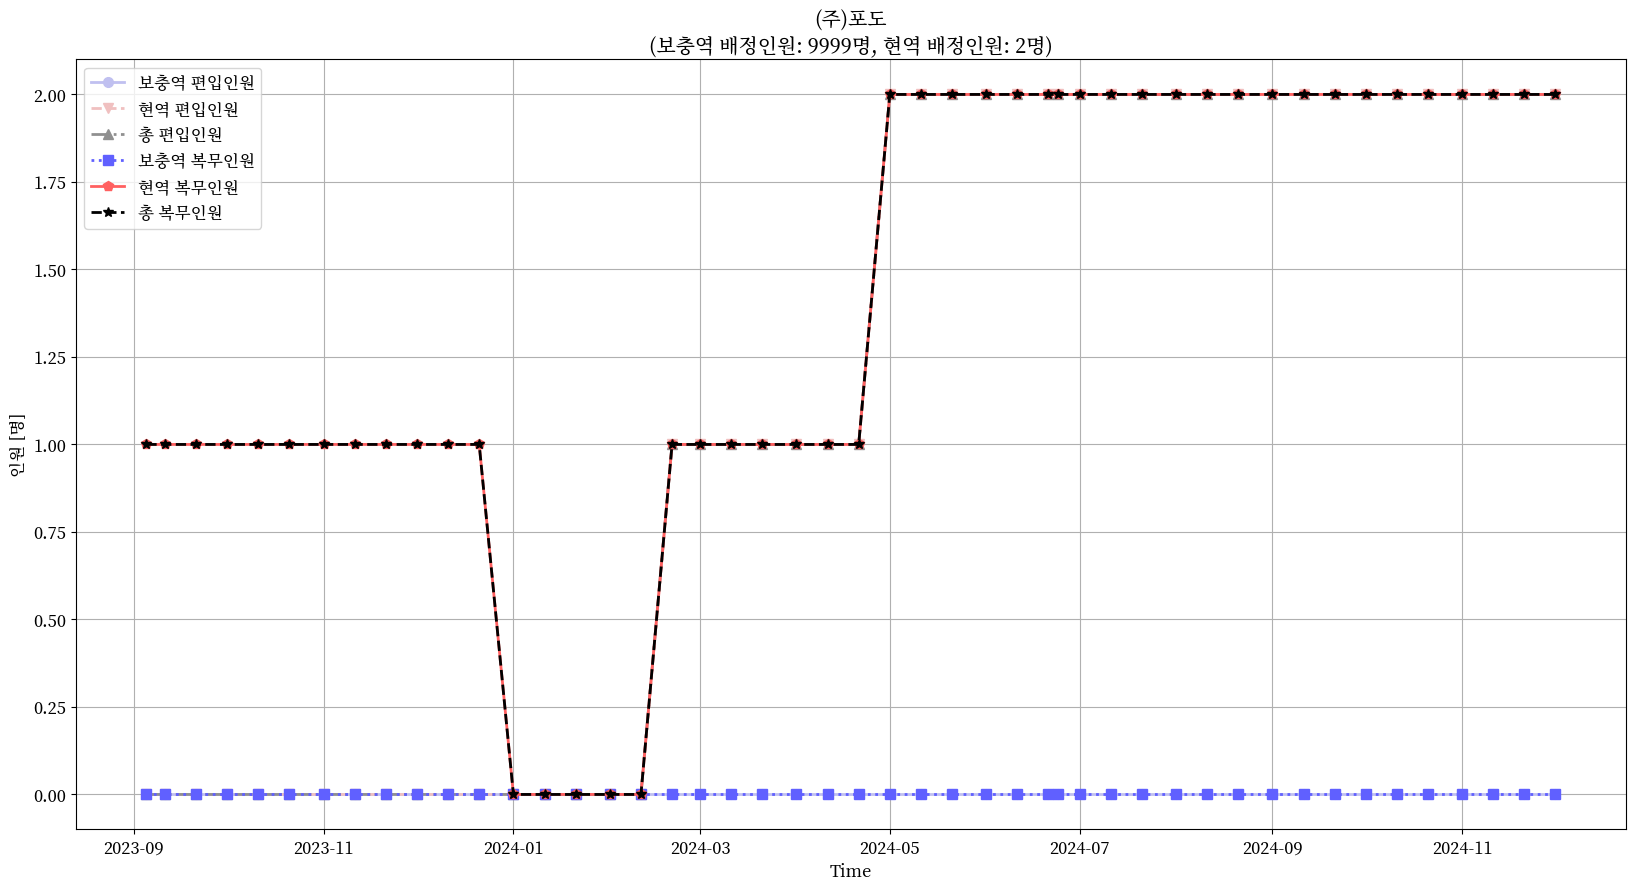 (주)포도
(보충역 배정인원: 9999명, 현역 배정인원: 2명)
보충역 편입인원
현역 편입인원
총 편입인원
보충역 복무인원
현역 복무인원
총 복무인원
2.00
1.75
1.50
1.25
1.00
0.75
0.50
0.25
0.00
인원 [명]
2023-09
2023-11
2024-01
2024-03
2024-05
2024-07
2024-09
2024-11
Time